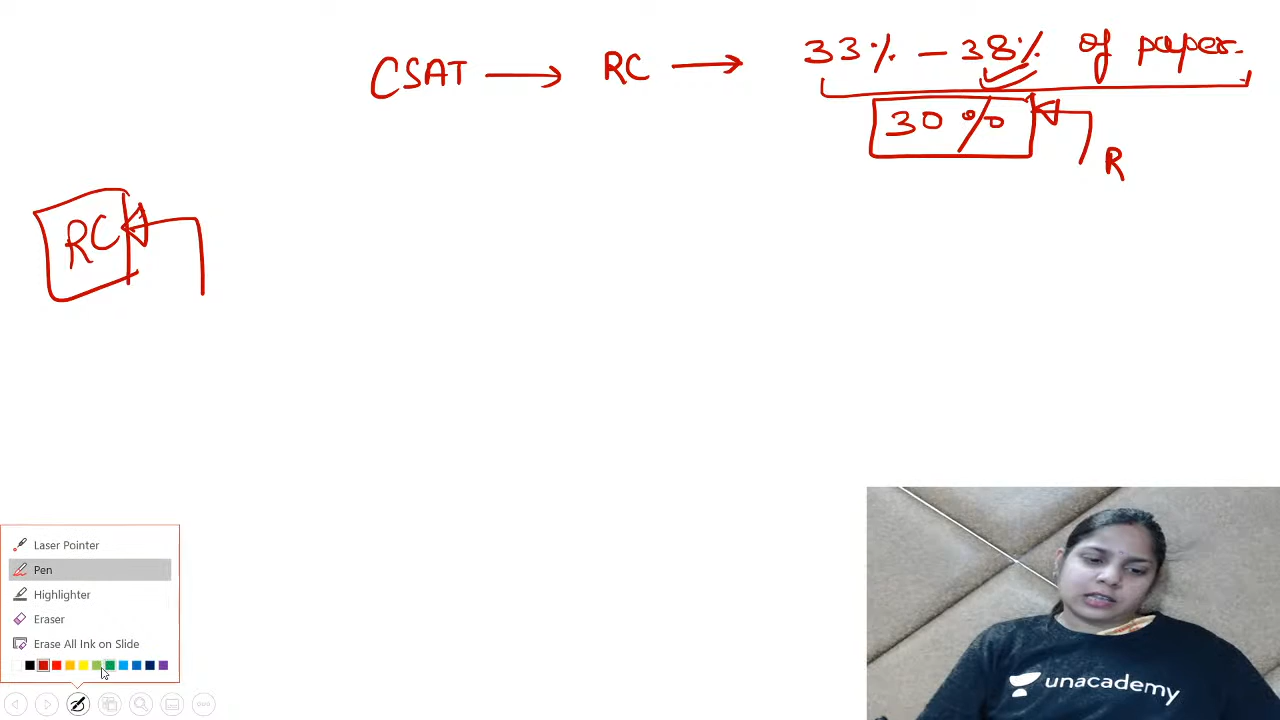 CSAT → RC → 33% - 38% of paper.
30%
R
RC
Laser Pointer
Pen
Highlighter
Eraser
Erase All Ink on Slide
unacademy